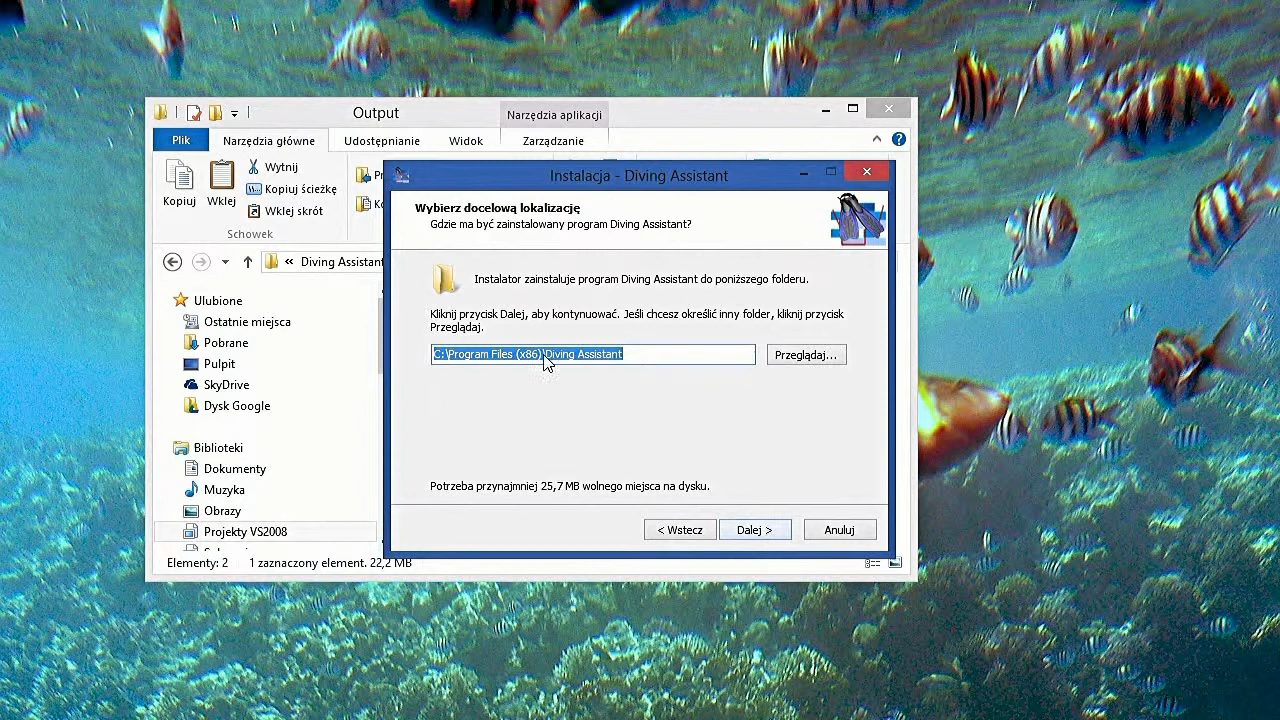 Output
Narzędzia aplikacji
Plik
Narzędzia główne
Udostępnianie
Widok
Zarządzanie
Kopiuj
Wklej
Wytnij
Kopiuj ścieżkę
Wklej skrót
Schowek
« Diving Assistant
Ulubione
Ostatnie miejsca
Pobrane
Pulpit
SkyDrive
Dysk Google
Biblioteki
Dokumenty
Muzyka
Obrazy
Projekty VS2008
Elementy: 2 1 zaznaczony element. 22,2 MB
Instalacja - Diving Assistant
Wybierz docelową lokalizację
Gdzie ma być zainstalowany program Diving Assistant?
Instalator zainstaluje program Diving Assistant do poniższego folderu.
Kliknij przycisk Dalej, aby kontynuować. Jeśli chcesz określić inny folder, kliknij przycisk
Przeglądaj.
C:\Program Files (x86)\Diving Assistant
Przeglądaj...
Potrzeba przynajmniej 25,7 MB wolnego miejsca na dysku.
< Wstecz
Dalej >
Anuluj